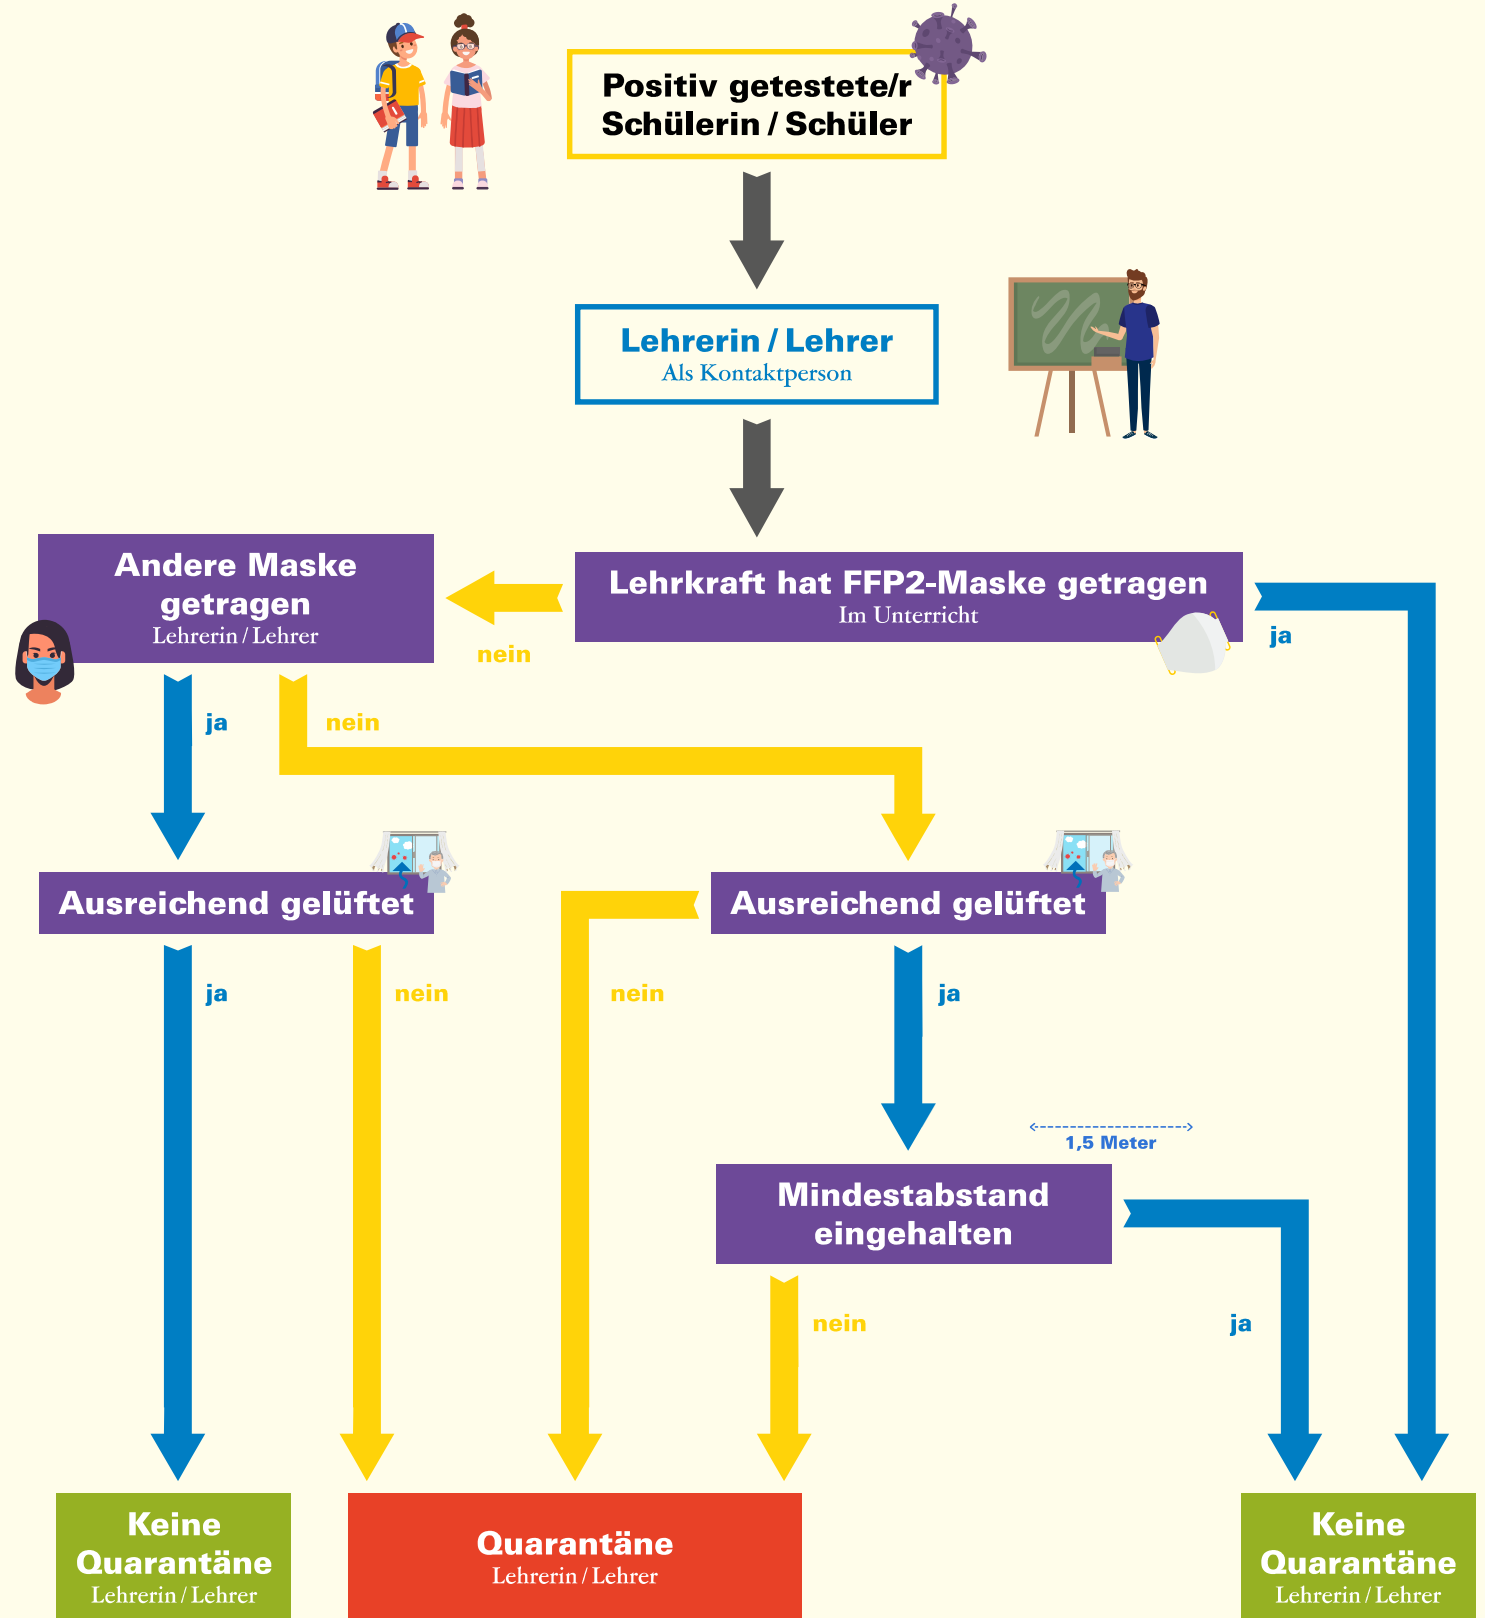 Positiv getestete/r
Schülerin / Schüler
Lehrerin / Lehrer
Als Kontaktperson
Andere Maske
getragen
Lehrerin / Lehrer
Lehrkraft hat FFP2-Maske getragen
Im Unterricht
nein
ja
ja
nein
Ausreichend gelüftet
Ausreichend gelüftet
ja
nein
nein
ja
1,5 Meter
Mindestabstand
eingehalten
nein
ja
Keine
Quarantäne
Lehrerin / Lehrer
Quarantäne
Lehrerin / Lehrer
Keine
Quarantäne
Lehrerin / Lehrer